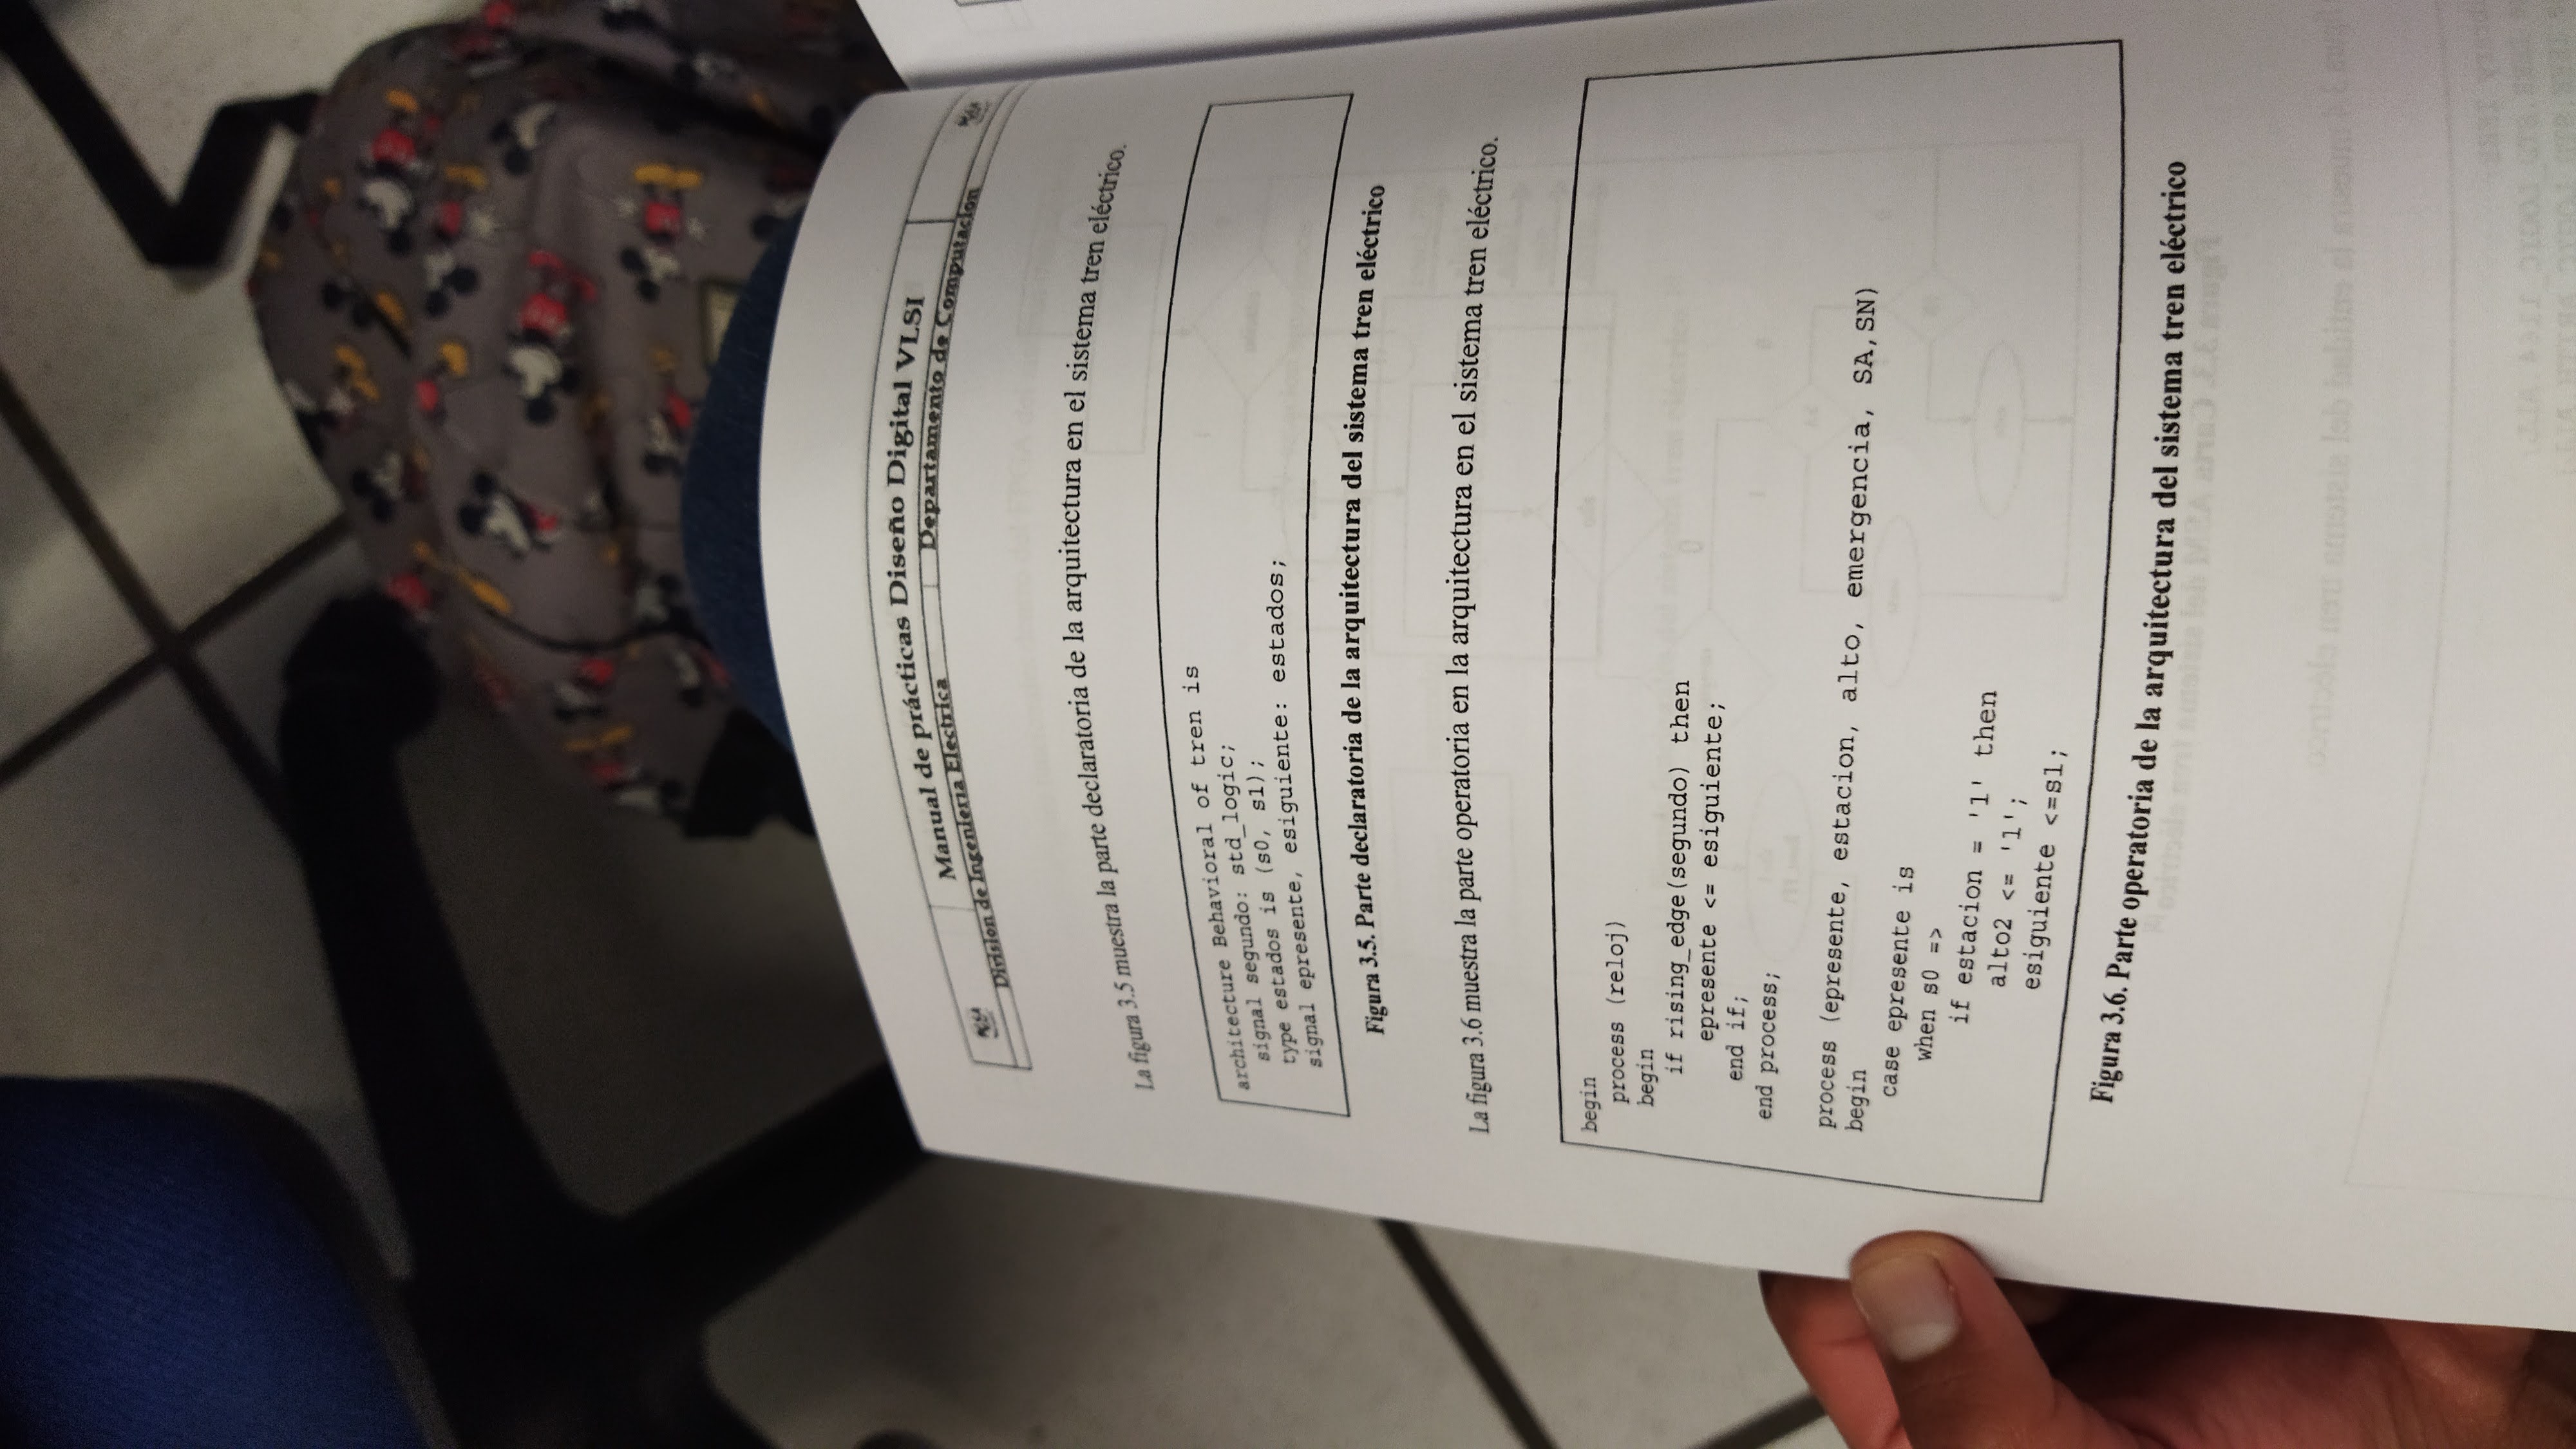 Manual de prácticas Diseño Digital VLSI
División de Ingeniería Eléctrica Departamento de Computación
La figura 3.5 muestra la parte declaratoria de la arquitectura en el sistema tren eléctrico.
architecture Behavioral of tren is
signal segundo: std_logic;
type estados is (s0, s1);
signal epresente, esiguiente: estados;
Figura 3.5. Parte declaratoria de la arquitectura del sistema tren eléctrico
La figura 3.6 muestra la parte operatoria en la arquitectura en el sistema tren eléctrico.
begin
process (reloj)
begin
if rising_edge(segundo) then
epresente <= esiguiente;
end if;
end process;
process (epresente, estacion, alto, emergencia, SA,SN)
begin
case epresente is
when s0 =>
if estacion = '1' then
alto2 <= '1';
esiguiente <=s1;
Figura 3.6. Parte operatoria de la arquitectura del sistema tren eléctrico